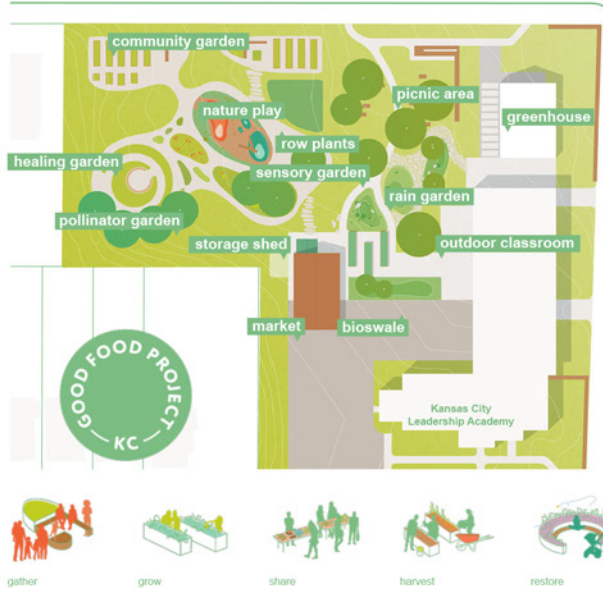 community garden
nature play
picnic area
greenhouse
row plants
healing garden
sensory garden
rain garden
pollinator garden
storage shed
outdoor classroom
market
bioswale
GOOD FOOD PROJECT
KC
Kansas City
Leadership Academy
gather
grow
share
harvest
restore